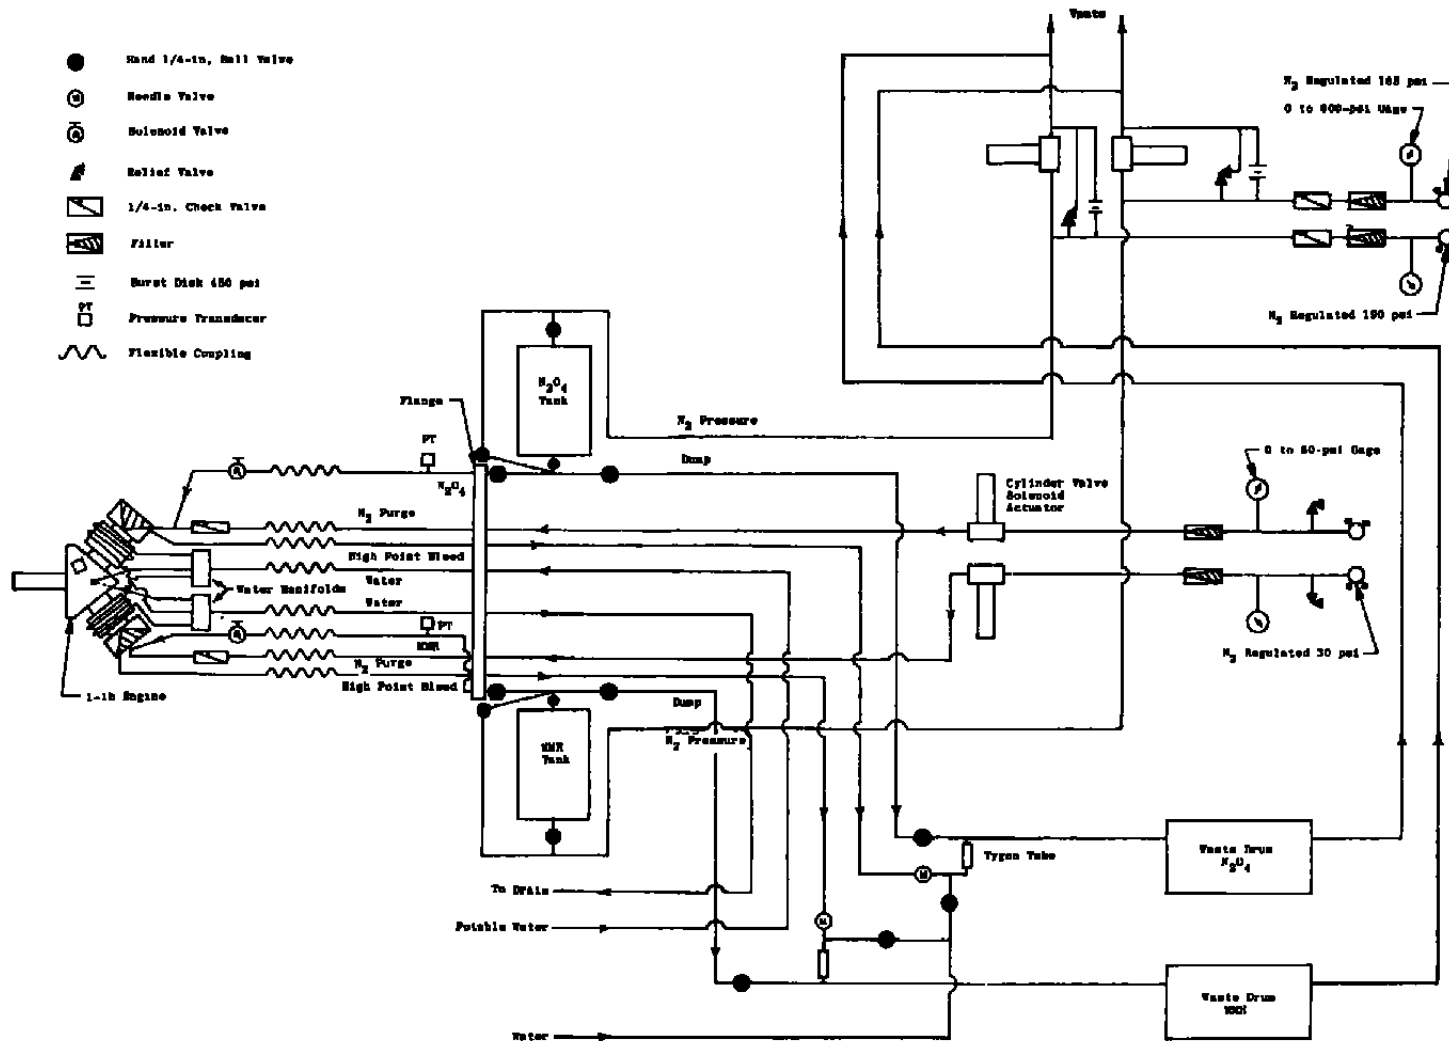 Vents
Hand 1/4-in. Ball Valve
Needle Valve
Solenoid Valve
Relief Valve
1/4-in. Check Valve
Filter
Burst Disk 450 psi
PT
Pressure Transducer
Flexible Coupling
N2 Regulated 165 psi
0 to 600-psi Gage
N2 Regulated 190 psi
N2O4
Tank
Flange
N2 Pressure
PT
Dump
N2O4
N2 Purge
High Point Bleed
Water
Water Manifolds
Water
PT
MMH
N2 Purge
High Point Bleed
1-lb Engine
Cylinder Valve
Solenoid
Actuator
0 to 60-psi Gage
N2 Regulated 30 psi
Dump
N2 Pressure
MMH
Tank
Tygon Tube
Waste Drum
N2O4
To Drain
Potable Water
Waste Drum
MMH
Water